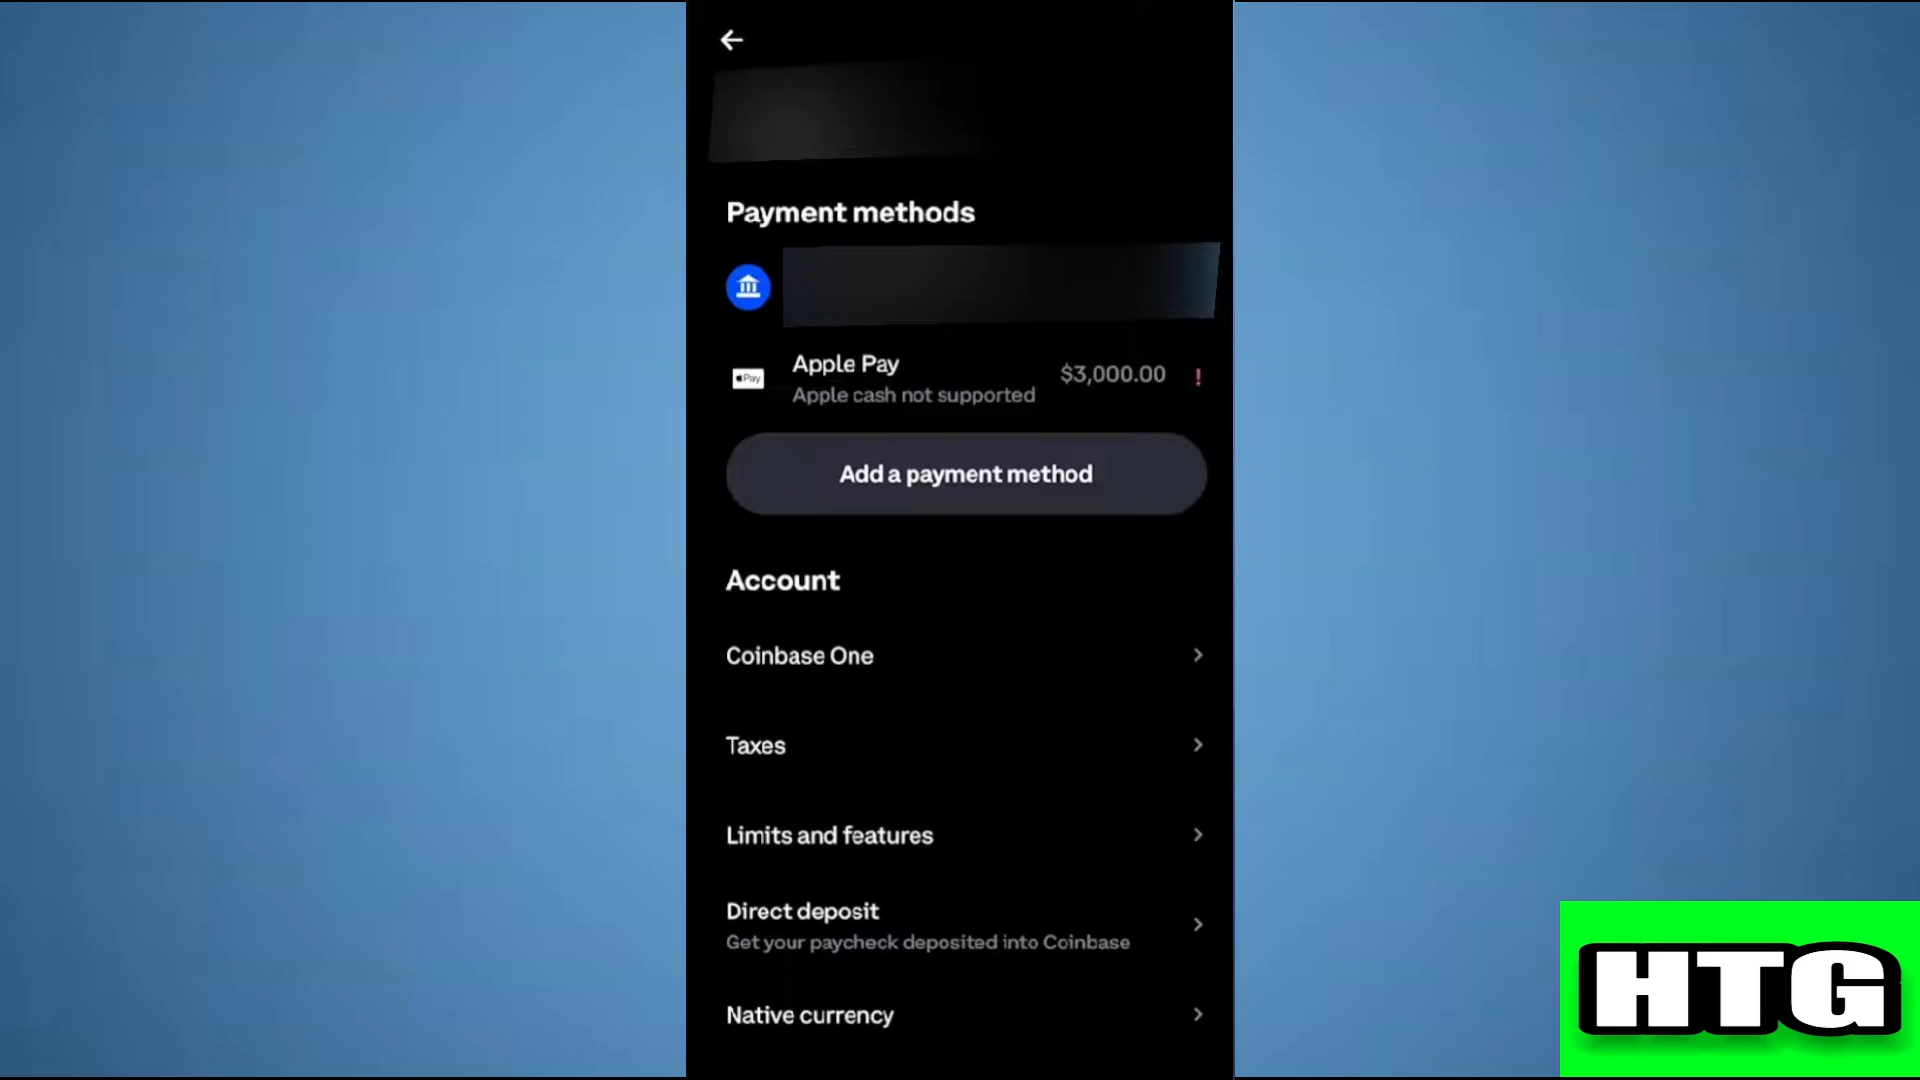 Payment methods
Pay
Apple Pay
$3,000.00
!
Apple cash not supported
Add a payment method
Account
Coinbase One
Taxes
Limits and features
Direct deposit
Get your paycheck deposited into Coinbase
Native currency
HTG